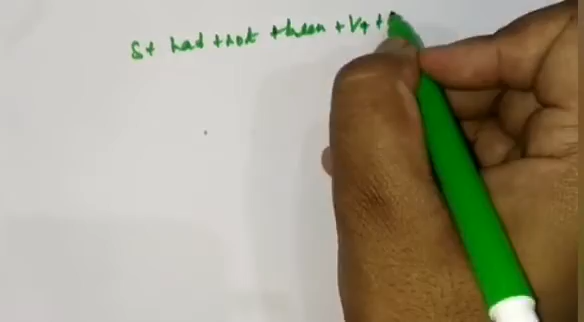 S+ had +not +been + V4 +